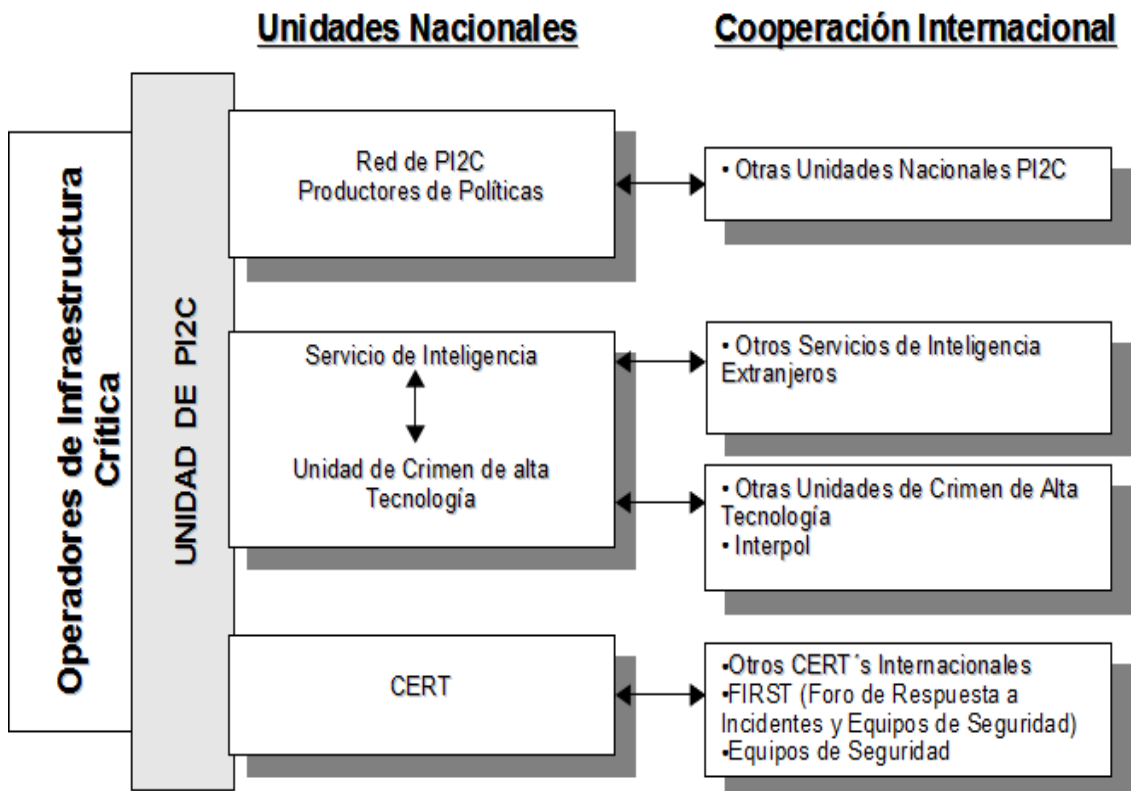 Unidades Nacionales
Cooperación Internacional
Operadores de Infraestructura
Crítica
UNIDAD DE PI2C
Red de PI2C
Productores de Políticas
• Otras Unidades Nacionales PI2C
Servicio de Inteligencia
Unidad de Crimen de alta
Tecnología
• Otros Servicios de Inteligencia
Extranjeros
• Otras Unidades de Crimen de Alta
Tecnología
• Interpol
CERT
•Otros CERT´s Internacionales
•FIRST (Foro de Respuesta a
Incidentes y Equipos de Seguridad)
•Equipos de Seguridad